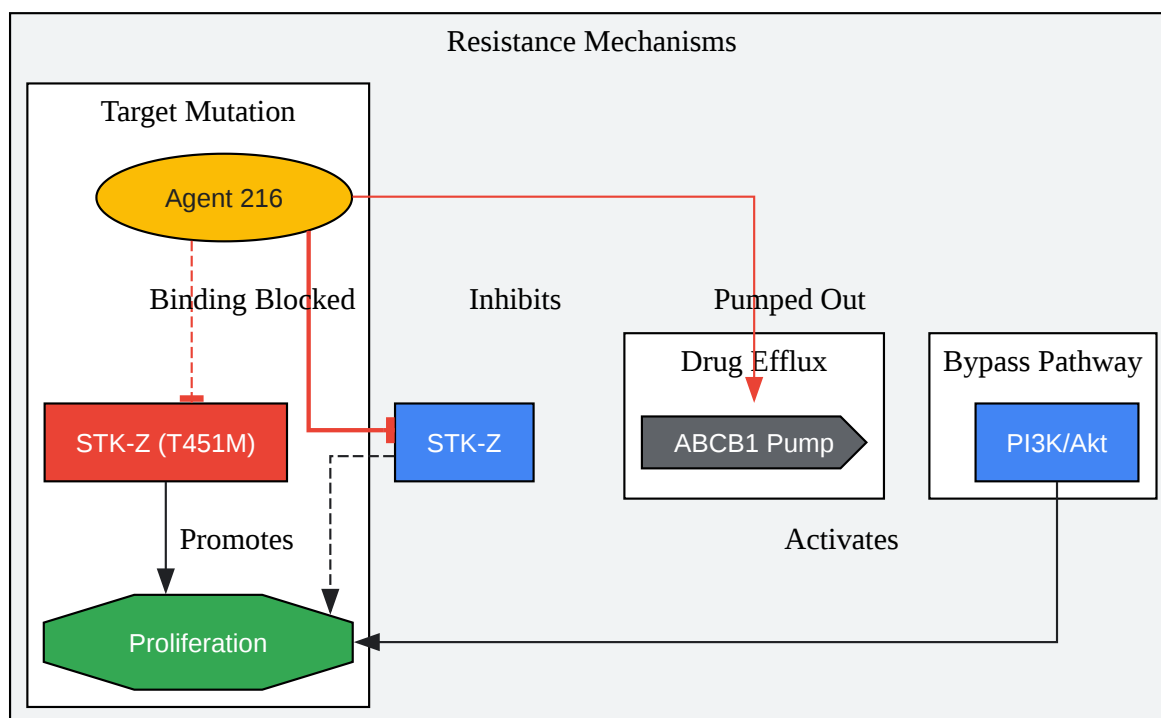 Resistance Mechanisms
Target Mutation
Agent 216
Binding Blocked
Inhibits
Pumped Out
Drug Efflux
Bypass Pathway
STK-Z (T451M)
STK-Z
ABCB1 Pump
PI3K/Akt
Promotes
Activates
Proliferation